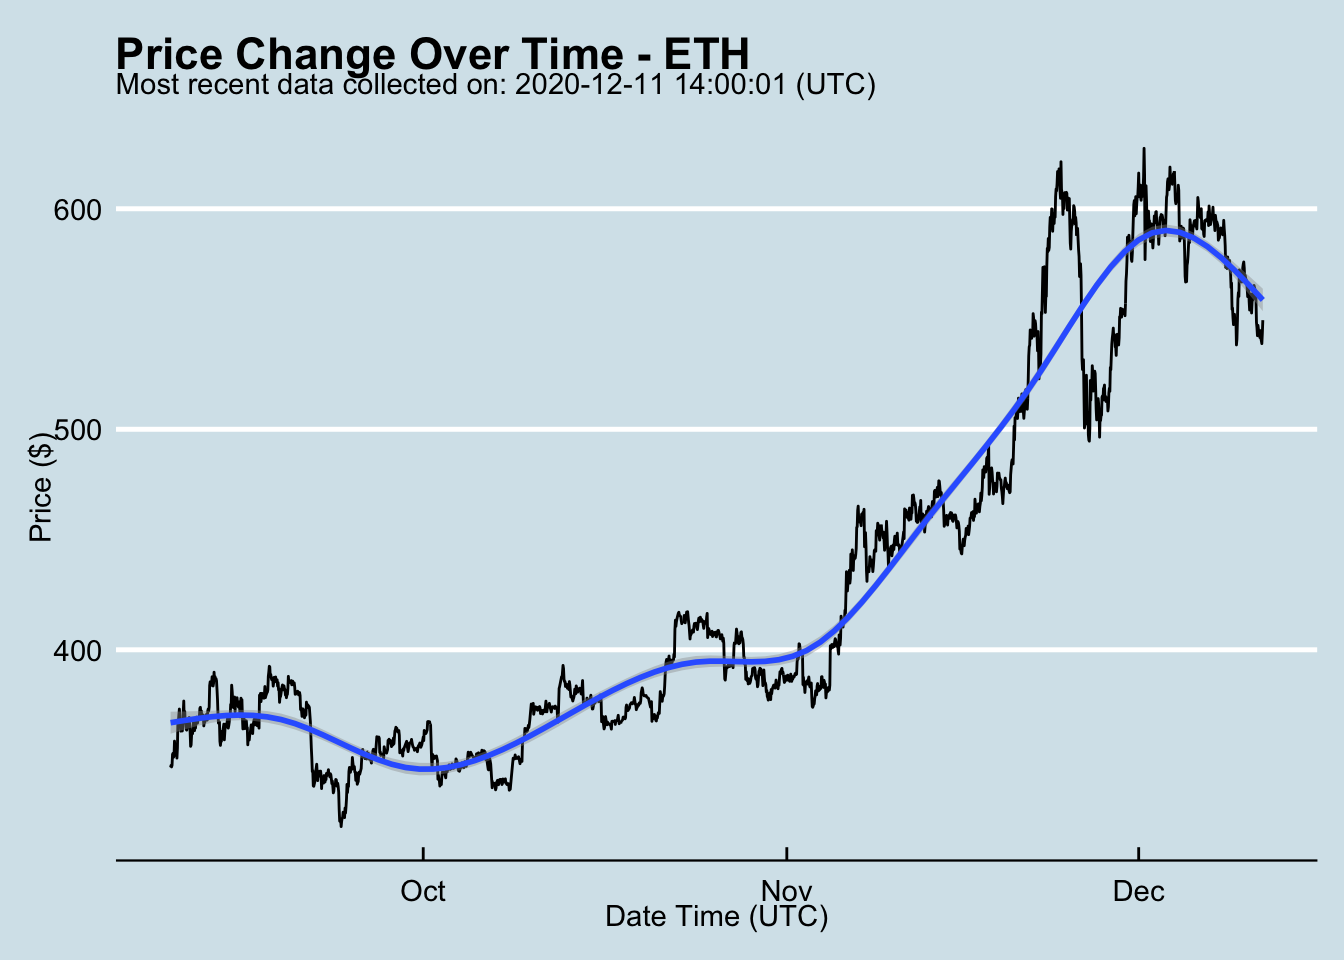 Price Change Over Time - ETH
Most recent data collected on: 2020-12-11 14:00:01 (UTC)
600
500
400
Price ($)
Oct Nov Dec
Date Time (UTC)